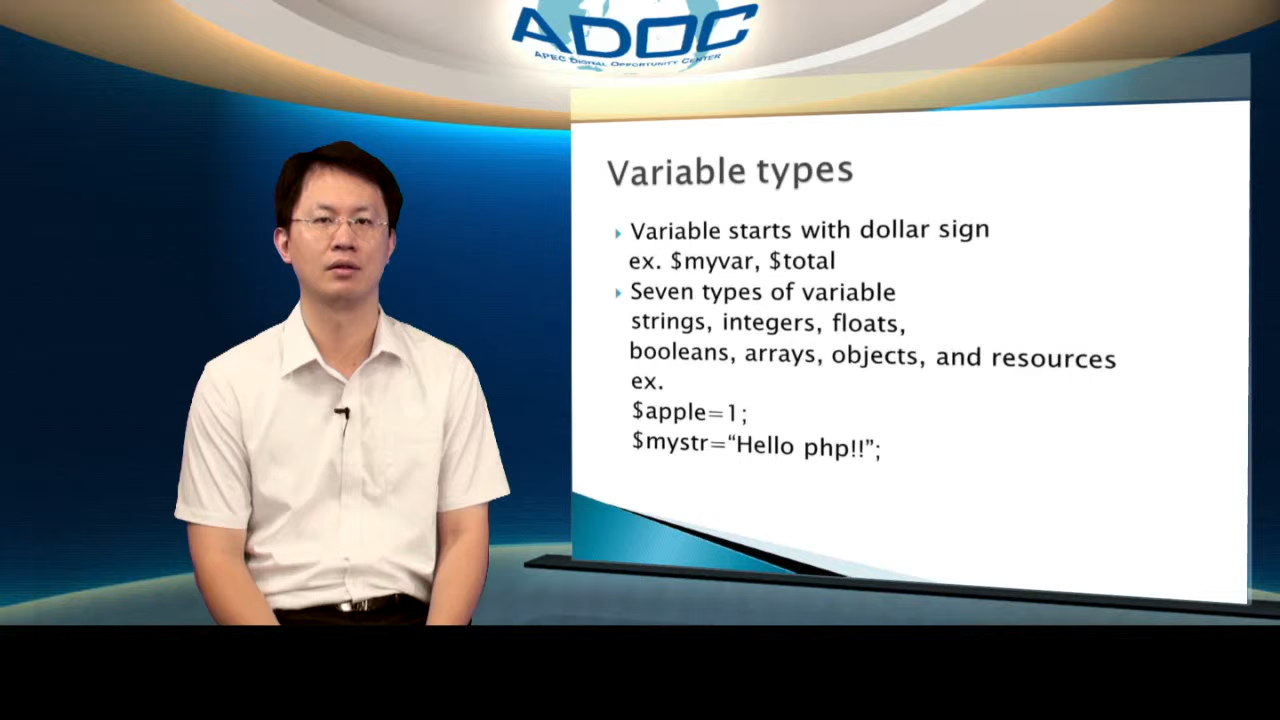 ADOC
APEC DIGITAL OPPORTUNITY CENTER
Variable types
Variable starts with dollar sign
ex. $myvar, $total
Seven types of variable
strings, integers, floats,
booleans, arrays, objects, and resources
ex.
$apple=1;
$mystr=“Hello php!!”;